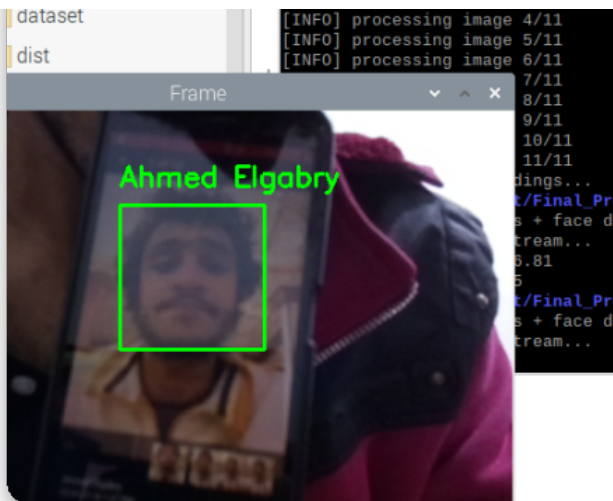 dataset
dist
[INFO] processing image 4/11
[INFO] processing image 5/11
[INFO] processing image 6/11
7/11
8/11
9/11
10/11
11/11
dings...
t/Final_Pr
s + face d
tream...
6.81
5
t/Final_Pr
s + face d
tream...
Frame
Ahmed Elgabry